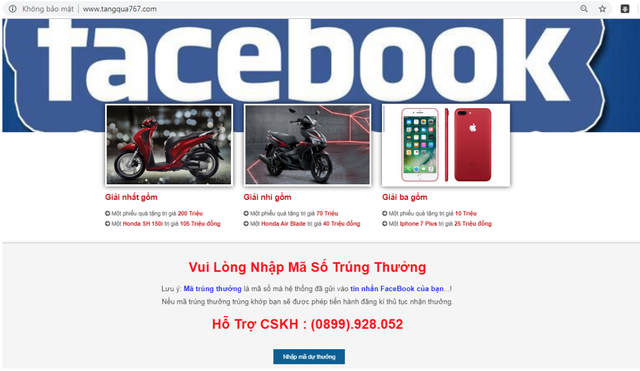 Không bảo mật | www.tangqua767.com
facebook
Giải nhất gồm
Một phiếu quà tặng trị giá 200 Triệu
Một Honda SH 150i trị giá 105 Triệu đồng
Giải nhì gồm
Một phiếu quà tặng trị giá 70 Triệu
Một Honda Air Blade trị giá 40 Triệu đồng
Giải ba gồm
Một phiếu quà tặng trị giá 10 Triệu
Một Iphone 7 Plus trị giá 25 Triệu đồng
Vui Lòng Nhập Mã Số Trúng Thưởng
Lưu ý: Mã trúng thưởng là mã số mà hệ thống đã gửi vào tin nhắn FaceBook của bạn...!
Nếu mã trúng thưởng trùng khớp bạn sẽ được phép tiến hành đăng kí thủ tục nhận thưởng.
Hỗ Trợ CSKH : (0899).928.052
Nhập mã dự thưởng